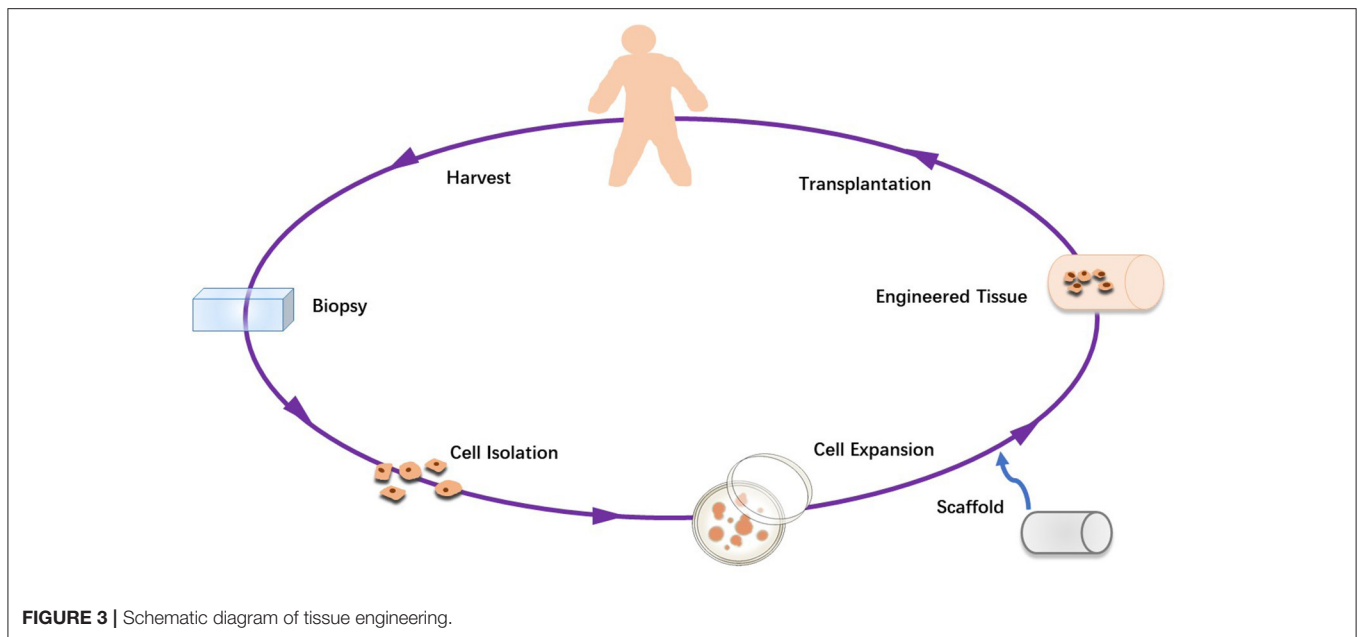 Harvest
Transplantation
Biopsy
Engineered Tissue
Cell Isolation
Cell Expansion
Scaffold
FIGURE 3 | Schematic diagram of tissue engineering.